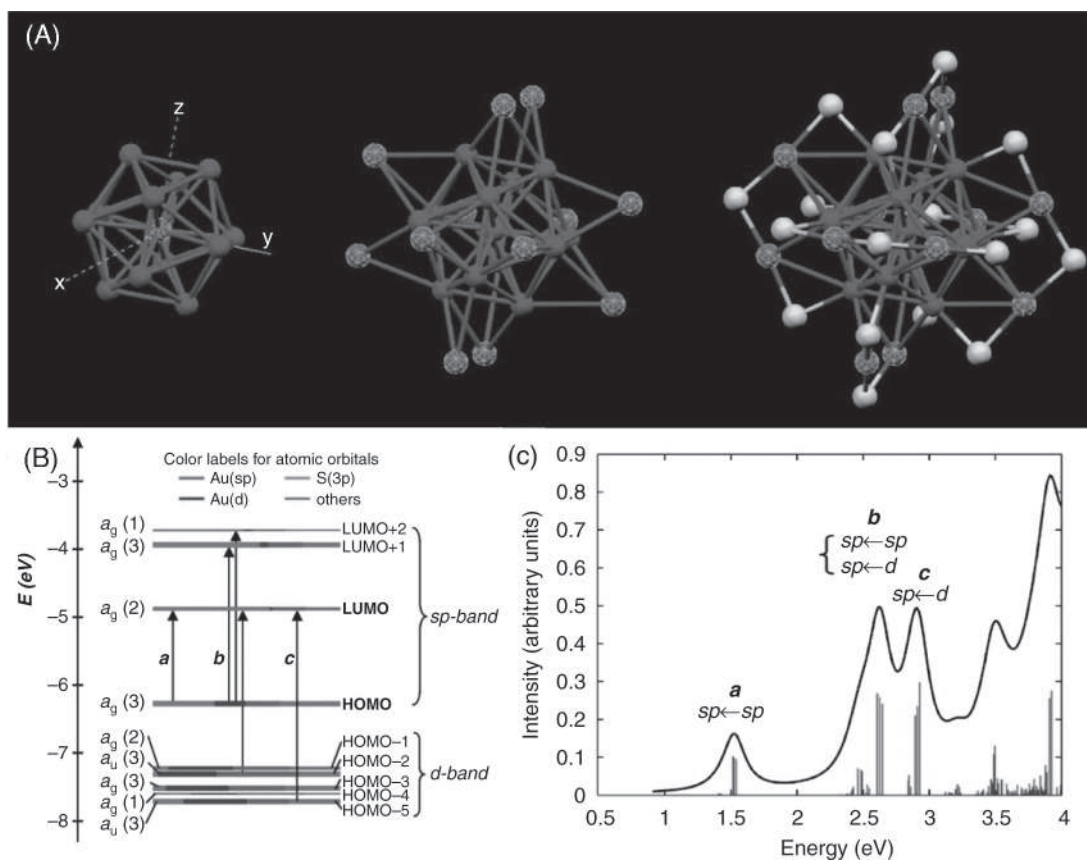 (A)
z
y
x
(B)
Color labels for atomic orbitals
Au(sp) S(3p)
Au(d) others
E (eV)
−3
−4
−5
−6
−7
−8
ag (1)
ag (3)
ag (2)
ag (3)
ag (2)
au (3)
ag (3)
ag (1)
au (3)
LUMO+2
LUMO+1
LUMO
HOMO
HOMO−1
HOMO−2
HOMO−3
HOMO−4
HOMO−5
sp-band
d-band
a
b
c
(c)
Intensity (arbitrary units)
0.9
0.8
0.7
0.6
0.5
0.4
0.3
0.2
0.1
0
b
sp←sp
sp←d
c
sp←d
a
sp←sp
0.5 1 1.5 2 2.5 3 3.5 4
Energy (eV)